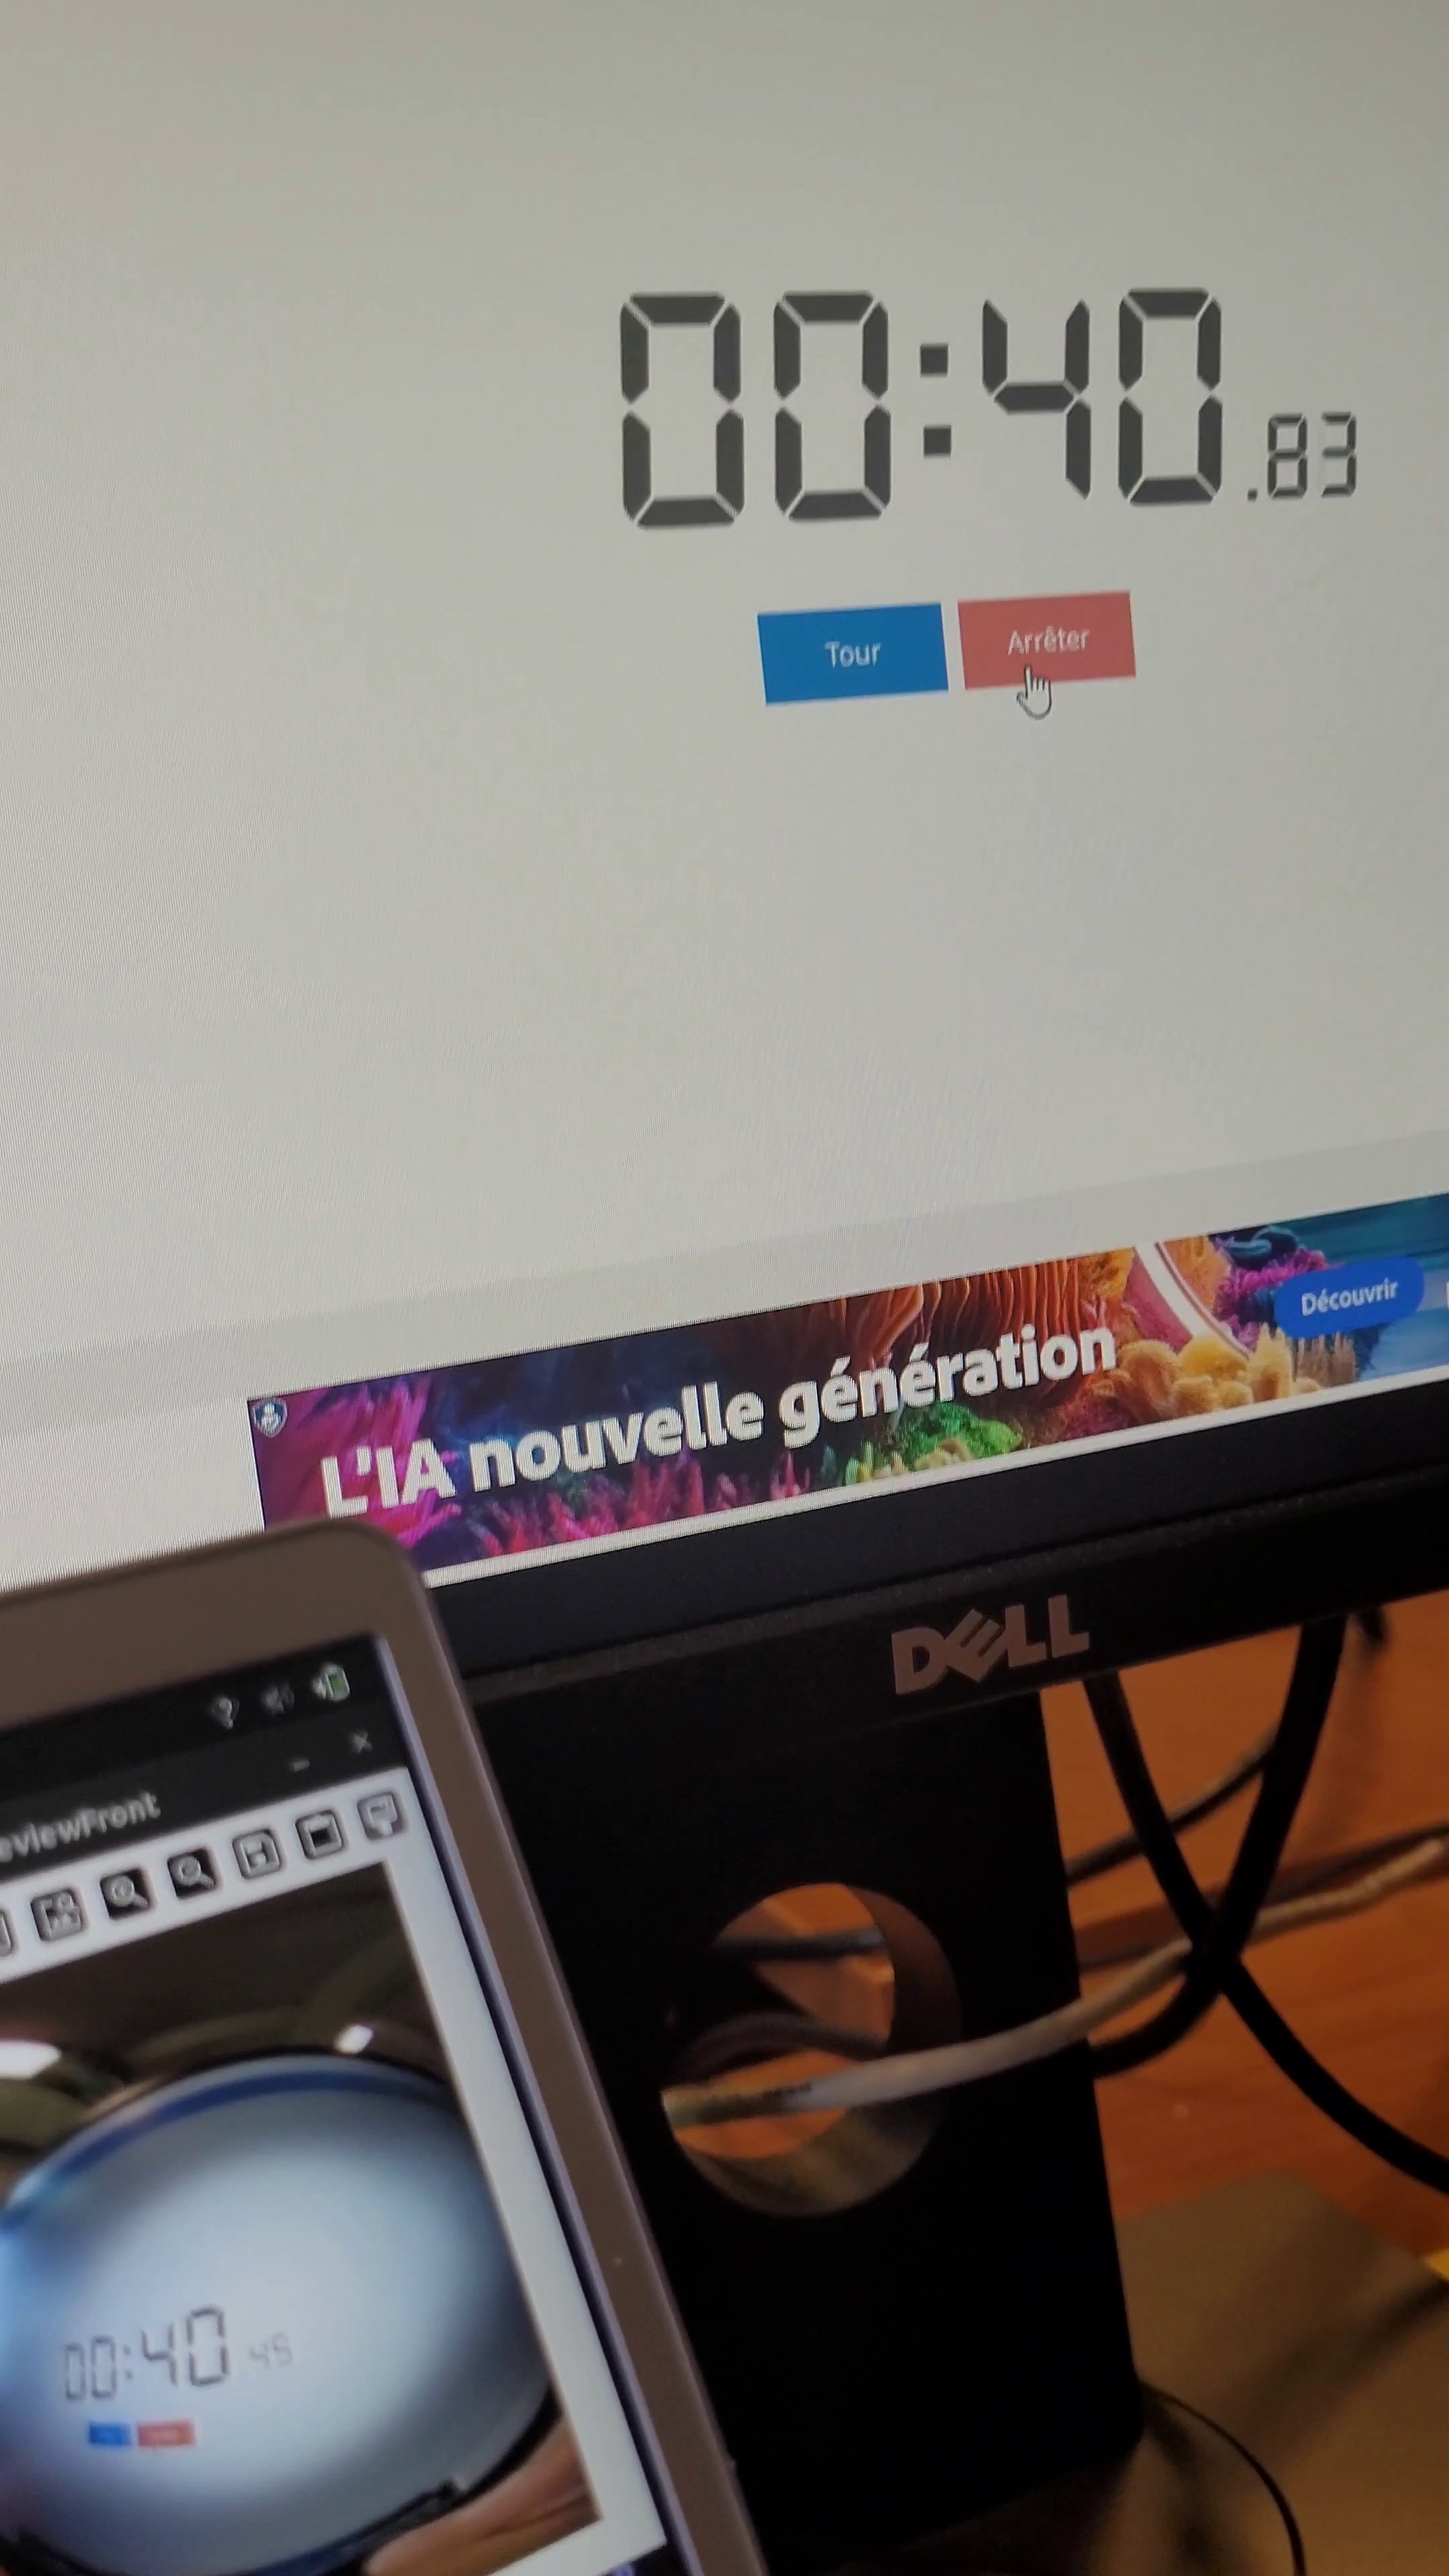 00:40.83
Tour
Arrêter
L'IA nouvelle génération
Découvrir
DELL
eviewFront
00:40.45